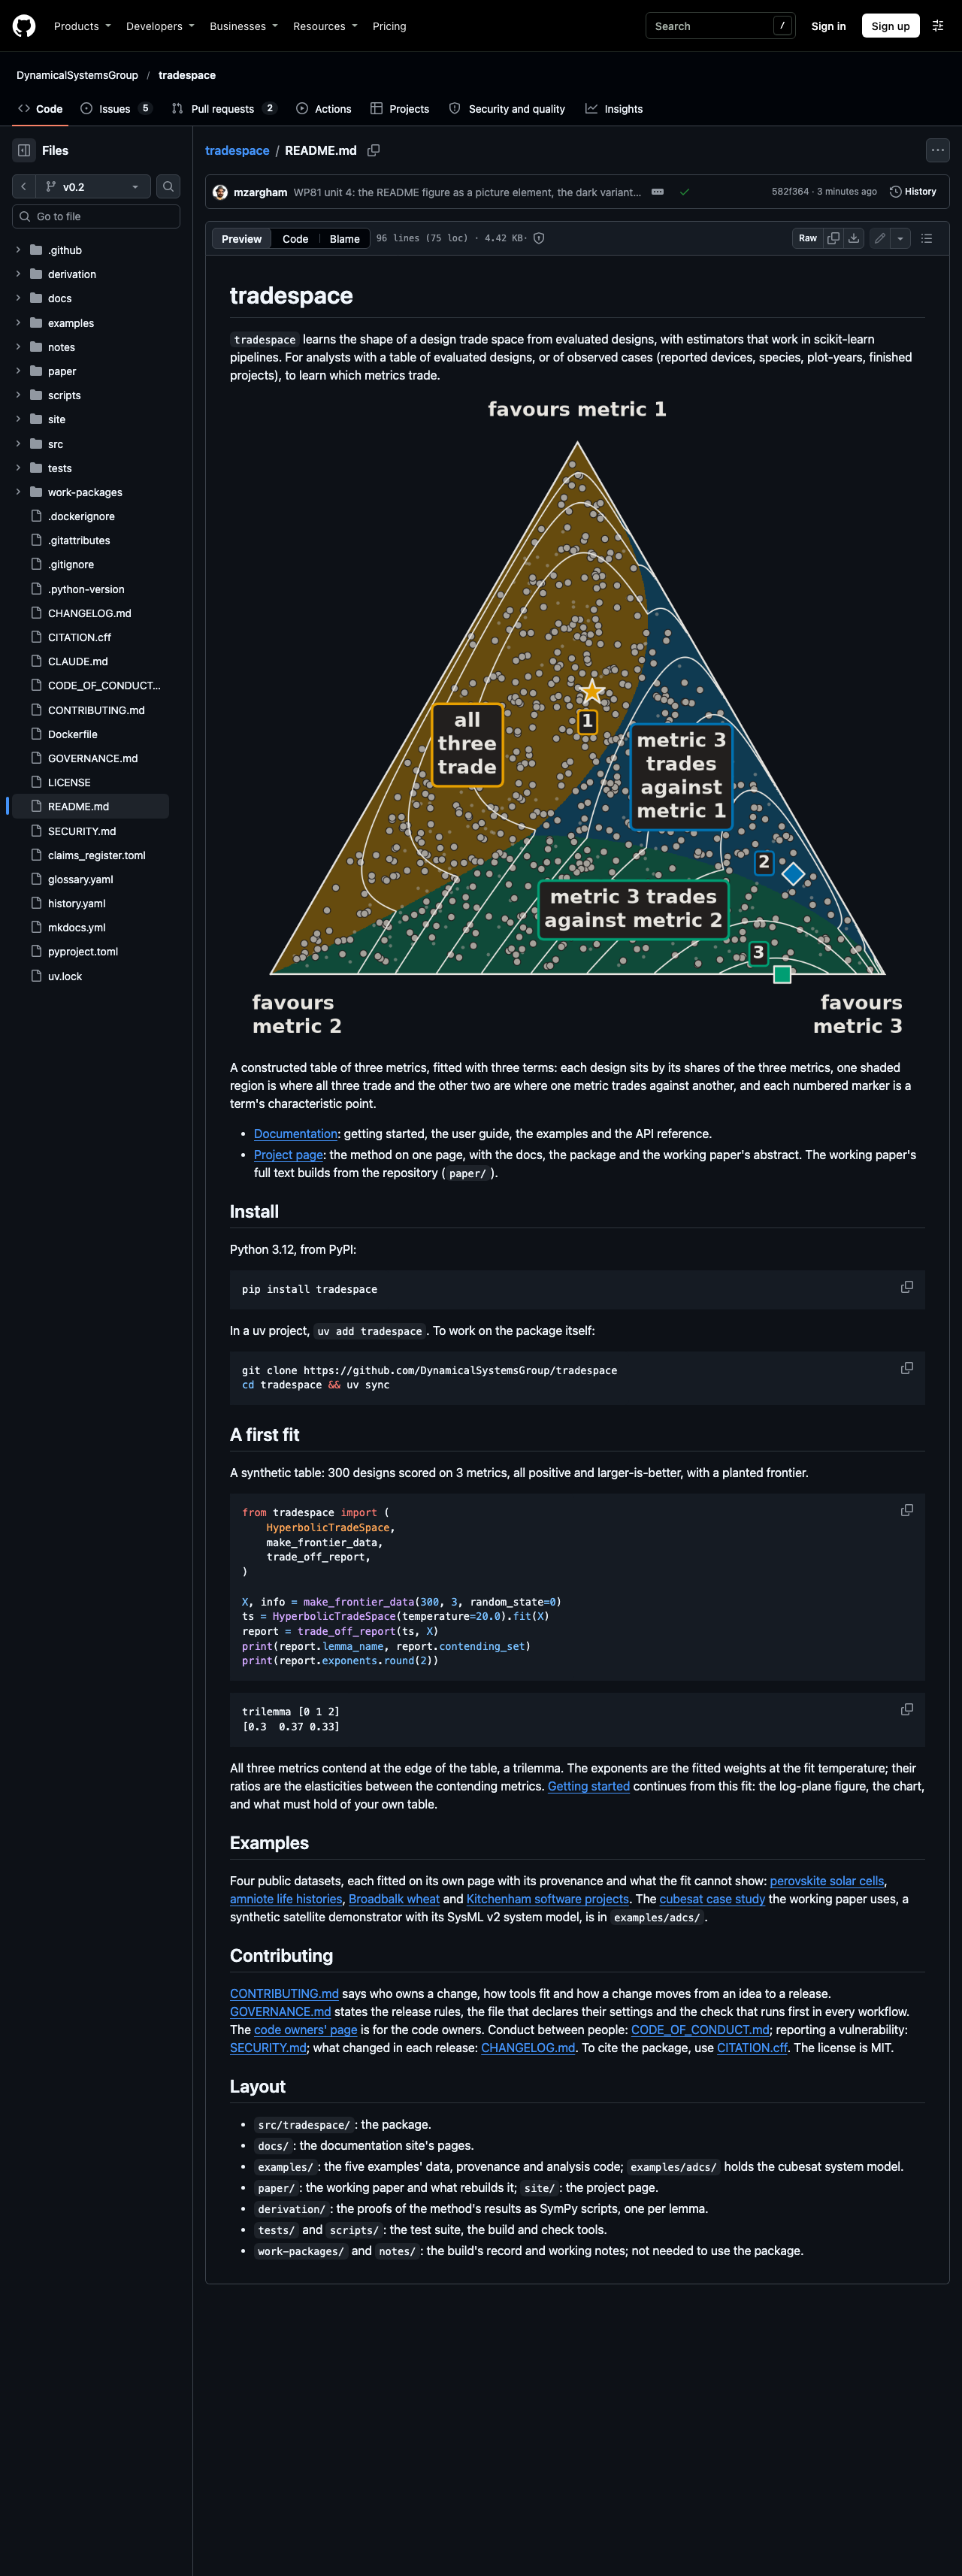 Products
Developers
Businesses
Resources
Pricing
Search
/
Sign in
Sign up
DynamicalSystemsGroup / tradespace
Code
Issues 5
Pull requests 2
Actions
Projects
Security and quality
Insights
Files
v0.2
Go to file
.github
derivation
docs
examples
notes
paper
scripts
site
src
tests
work-packages
.dockerignore
.gitattributes
.gitignore
.python-version
CHANGELOG.md
CITATION.cff
CLAUDE.md
CODE_OF_CONDUCT...
CONTRIBUTING.md
Dockerfile
GOVERNANCE.md
LICENSE
README.md
SECURITY.md
claims_register.toml
glossary.yaml
history.yaml
mkdocs.yml
pyproject.toml
uv.lock
tradespace / README.md
mzargham WP81 unit 4: the README figure as a picture element, the dark variant...
582f364 · 3 minutes ago
History
Preview
Code
Blame
96 lines (75 loc) · 4.42 KB·
Raw
tradespace
tradespace learns the shape of a design trade space from evaluated designs, with estimators that work in scikit-learn
pipelines. For analysts with a table of evaluated designs, or of observed cases (reported devices, species, plot-years, finished
projects), to learn which metrics trade.
favours metric 1
all
three
trade
1
metric 3
trades
against
metric 1
2
metric 3 trades
against metric 2
3
favours
metric 2
favours
metric 3
A constructed table of three metrics, fitted with three terms: each design sits by its shares of the three metrics, one shaded
region is where all three trade and the other two are where one metric trades against another, and each numbered marker is a
term's characteristic point.
• Documentation: getting started, the user guide, the examples and the API reference.
• Project page: the method on one page, with the docs, the package and the working paper's abstract. The working paper's
full text builds from the repository ( paper/ ).
Install
Python 3.12, from PyPI:
pip install tradespace
In a uv project, uv add tradespace . To work on the package itself:
git clone https://github.com/DynamicalSystemsGroup/tradespace
cd tradespace && uv sync
A first fit
A synthetic table: 300 designs scored on 3 metrics, all positive and larger-is-better, with a planted frontier.
from tradespace import (
    HyperbolicTradeSpace,
    make_frontier_data,
    trade_off_report,
)
X, info = make_frontier_data(300, 3, random_state=0)
ts = HyperbolicTradeSpace(temperature=20.0).fit(X)
report = trade_off_report(ts, X)
print(report.lemma_name, report.contending_set)
print(report.exponents.round(2))
trilemma [0 1 2]
[0.3  0.37 0.33]
All three metrics contend at the edge of the table, a trilemma. The exponents are the fitted weights at the fit temperature; their
ratios are the elasticities between the contending metrics. Getting started continues from this fit: the log-plane figure, the chart,
and what must hold of your own table.
Examples
Four public datasets, each fitted on its own page with its provenance and what the fit cannot show: perovskite solar cells,
amniote life histories, Broadbalk wheat and Kitchenham software projects. The cubesat case study the working paper uses, a
synthetic satellite demonstrator with its SysML v2 system model, is in examples/adcs/ .
Contributing
CONTRIBUTING.md says who owns a change, how tools fit and how a change moves from an idea to a release.
GOVERNANCE.md states the release rules, the file that declares their settings and the check that runs first in every workflow.
The code owners' page is for the code owners. Conduct between people: CODE_OF_CONDUCT.md; reporting a vulnerability:
SECURITY.md; what changed in each release: CHANGELOG.md. To cite the package, use CITATION.cff. The license is MIT.
Layout
• src/tradespace/ : the package.
• docs/ : the documentation site's pages.
• examples/ : the five examples' data, provenance and analysis code; examples/adcs/ holds the cubesat system model.
• paper/ : the working paper and what rebuilds it; site/ : the project page.
• derivation/ : the proofs of the method's results as SymPy scripts, one per lemma.
• tests/ and scripts/ : the test suite, the build and check tools.
• work-packages/ and notes/ : the build's record and working notes; not needed to use the package.